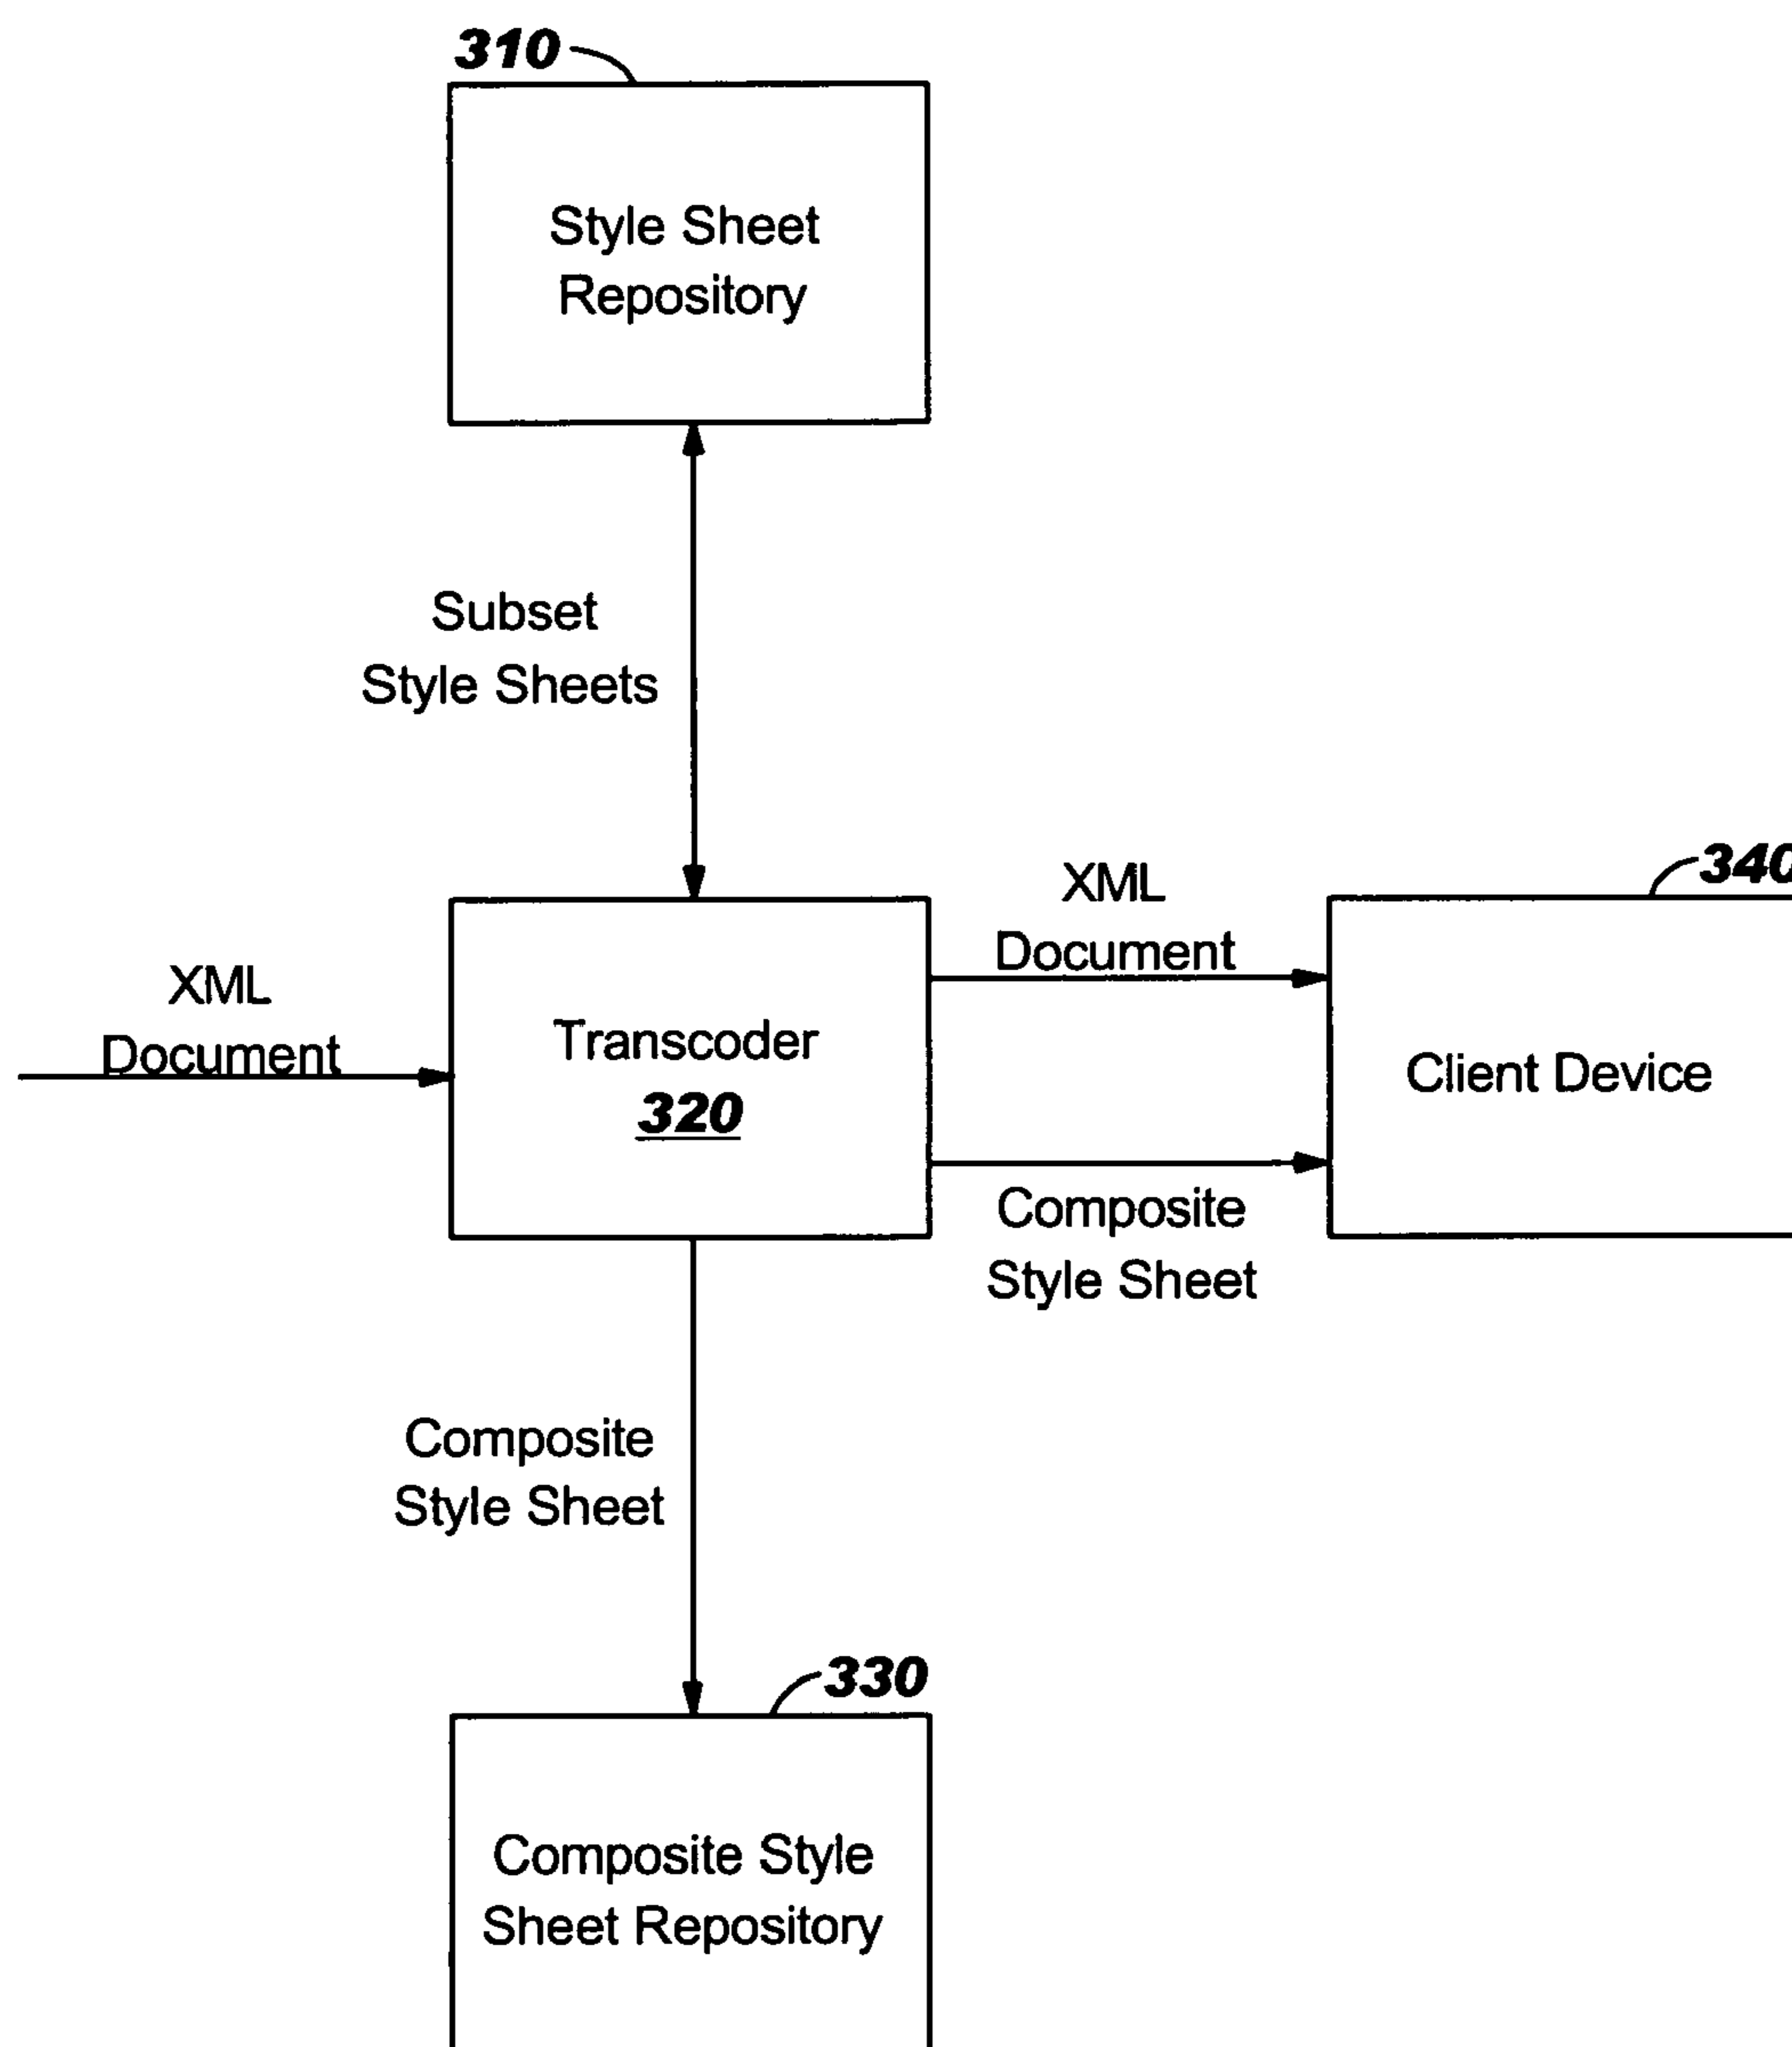 310
Style Sheet
Repository
Subset
Style Sheets
XML
Document
340
XML
Document
Transcoder
320
Client Device
Composite
Style Sheet
Composite
Style Sheet
330
Composite Style
Sheet Repository